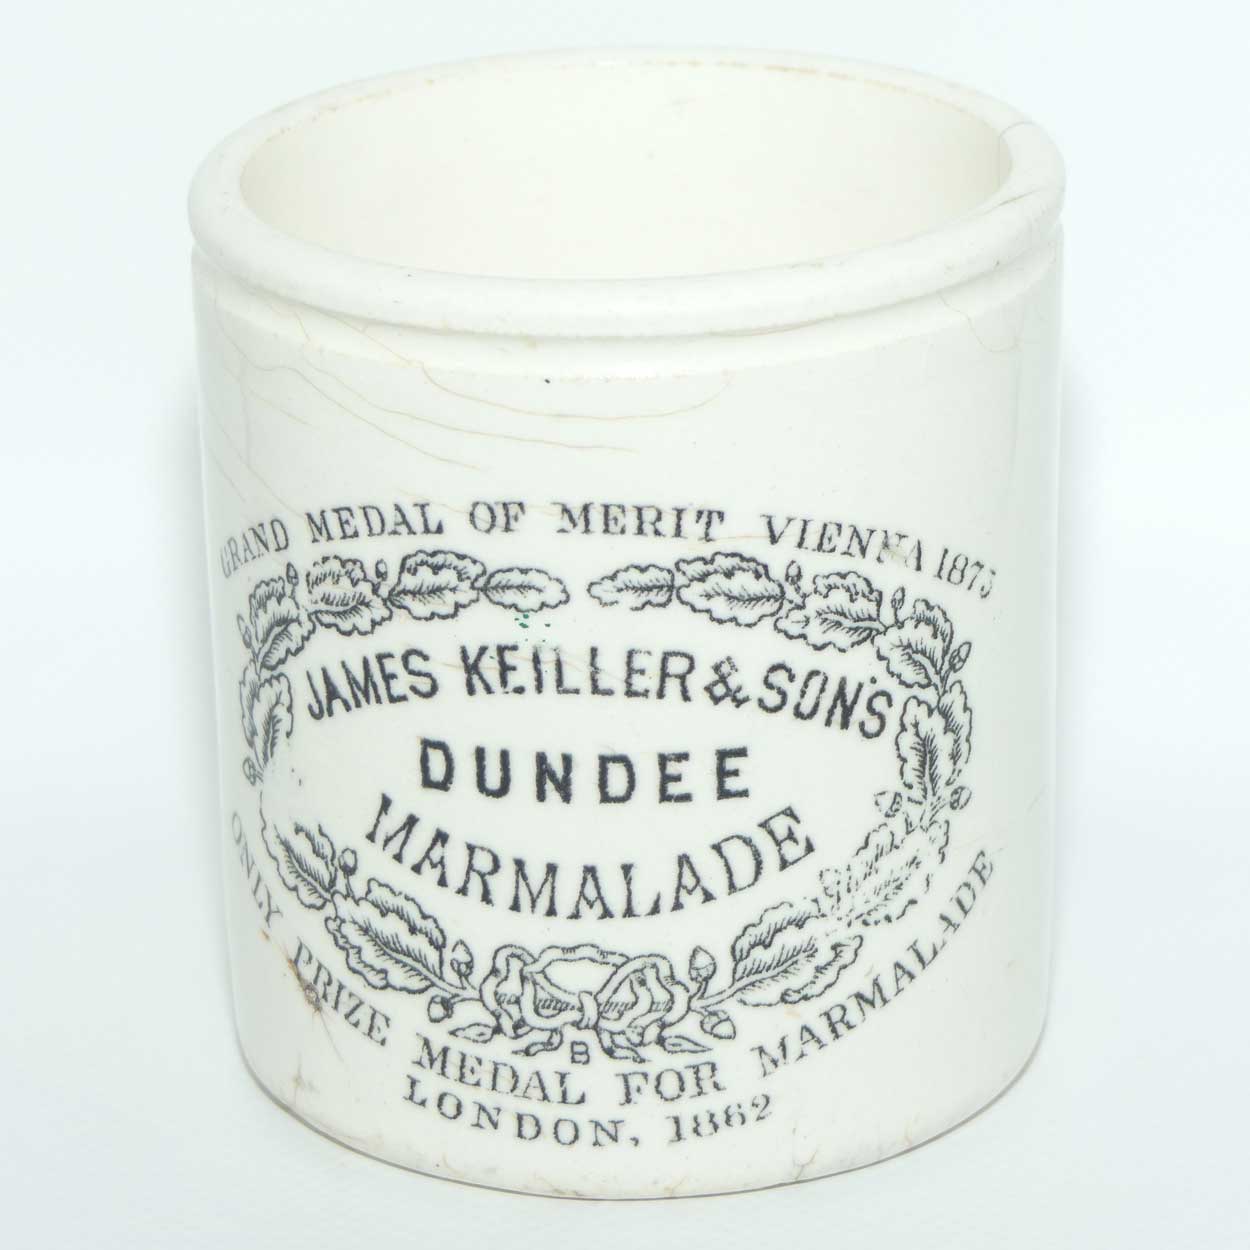 GRAND MEDAL OF MERIT VIENNA 1873
JAMES KEILLER & SON'S
DUNDEE
MARMALADE
B
ONLY PRIZE MEDAL FOR MARMALADE
LONDON, 1862